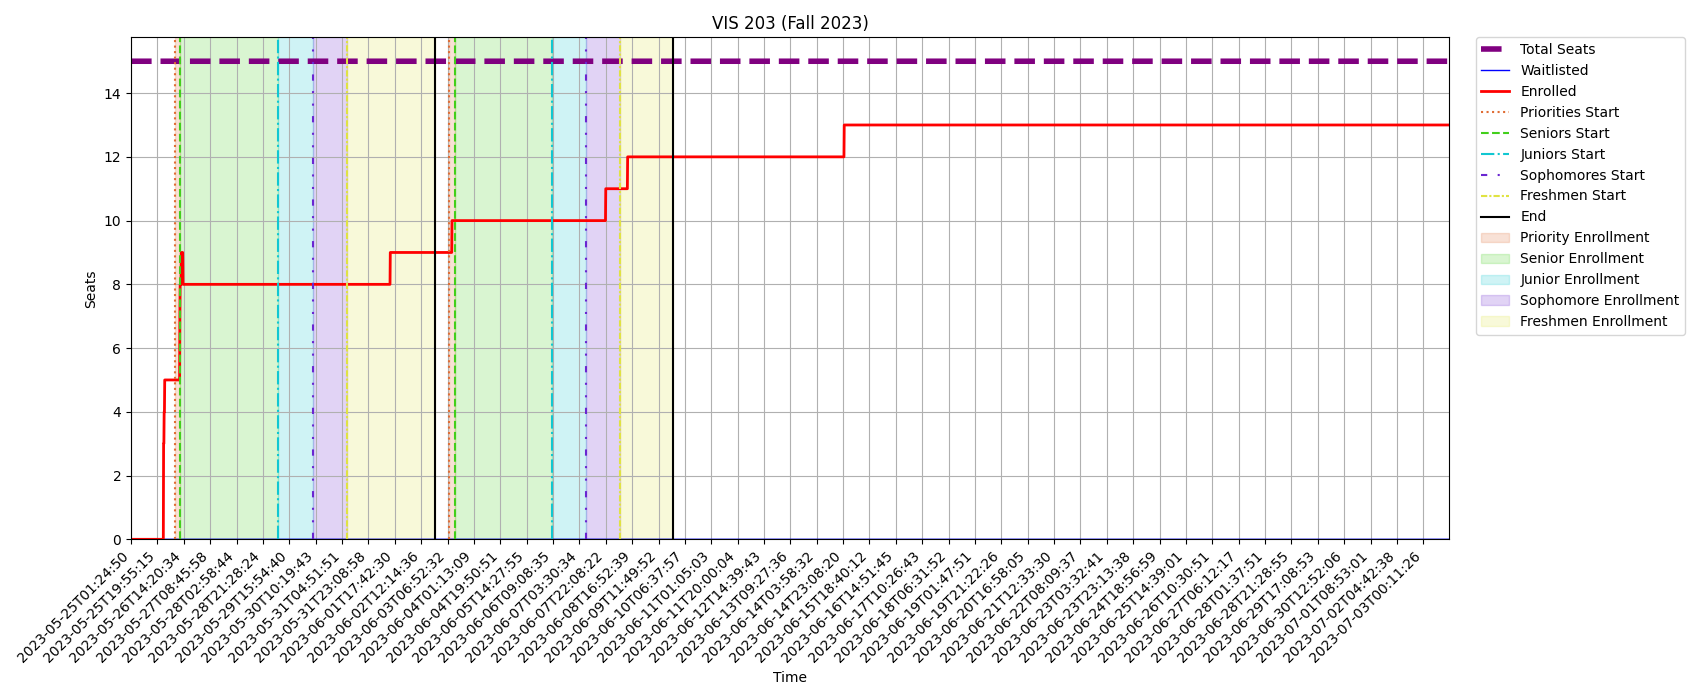 VIS 203 (Fall 2023)
Total Seats
Waitlisted
Enrolled
Priorities Start
Seniors Start
Juniors Start
Sophomores Start
Freshmen Start
End
Priority Enrollment
Senior Enrollment
Junior Enrollment
Sophomore Enrollment
Freshmen Enrollment
Seats
14
12
10
8
6
4
2
0
2023-05-25T01:24:50
2023-05-25T19:55:15
2023-05-26T14:20:34
2023-05-27T08:45:58
2023-05-28T02:58:44
2023-05-28T21:28:24
2023-05-29T15:54:40
2023-05-30T10:19:43
2023-05-31T04:51:51
2023-05-31T23:08:58
2023-06-01T17:42:30
2023-06-02T12:14:36
2023-06-03T06:52:32
2023-06-04T01:13:09
2023-06-04T19:50:51
2023-06-05T14:27:55
2023-06-06T09:08:35
2023-06-07T03:30:34
2023-06-07T22:08:22
2023-06-08T16:52:39
2023-06-09T11:49:52
2023-06-10T06:37:57
2023-06-11T01:05:03
2023-06-11T20:00:04
2023-06-12T14:39:43
2023-06-13T09:27:36
2023-06-14T03:58:32
2023-06-14T23:08:20
2023-06-15T18:40:12
2023-06-16T14:51:45
2023-06-17T10:26:43
2023-06-18T06:31:52
2023-06-19T01:47:51
2023-06-19T21:22:26
2023-06-20T16:58:05
2023-06-21T12:33:30
2023-06-22T08:09:37
2023-06-23T03:32:41
2023-06-23T23:13:38
2023-06-24T18:56:59
2023-06-25T14:39:01
2023-06-26T10:30:51
2023-06-27T06:12:17
2023-06-28T01:37:51
2023-06-28T21:28:55
2023-06-29T17:08:53
2023-06-30T12:52:06
2023-07-01T08:53:01
2023-07-02T04:42:38
2023-07-03T00:11:26
Time